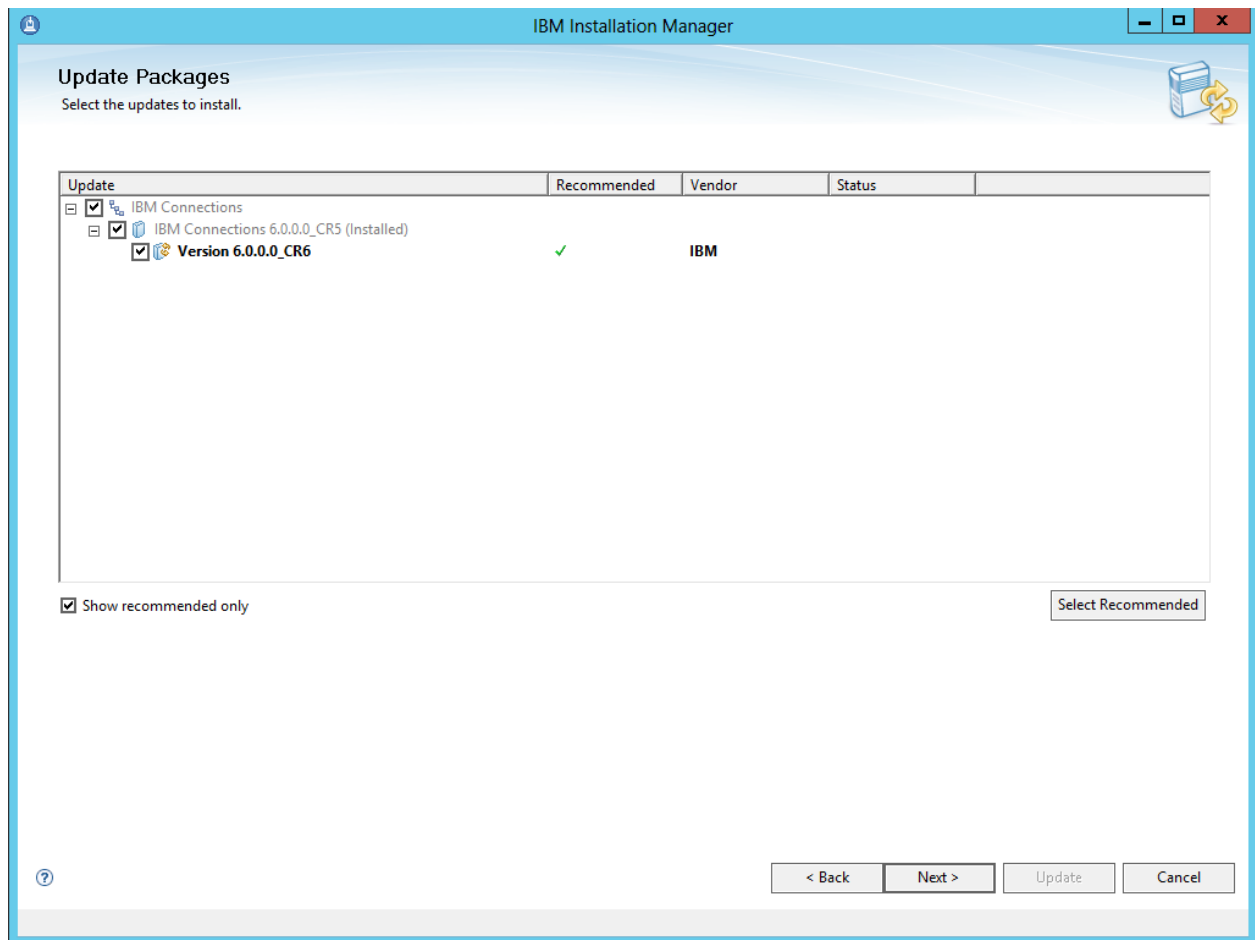 IBM Installation Manager
Update Packages
Select the updates to install.
Update Recommended Vendor Status
IBM Connections
IBM Connections 6.0.0.0_CR5 (Installed)
Version 6.0.0.0_CR6 IBM
Show recommended only Select Recommended
< Back Next > Update Cancel